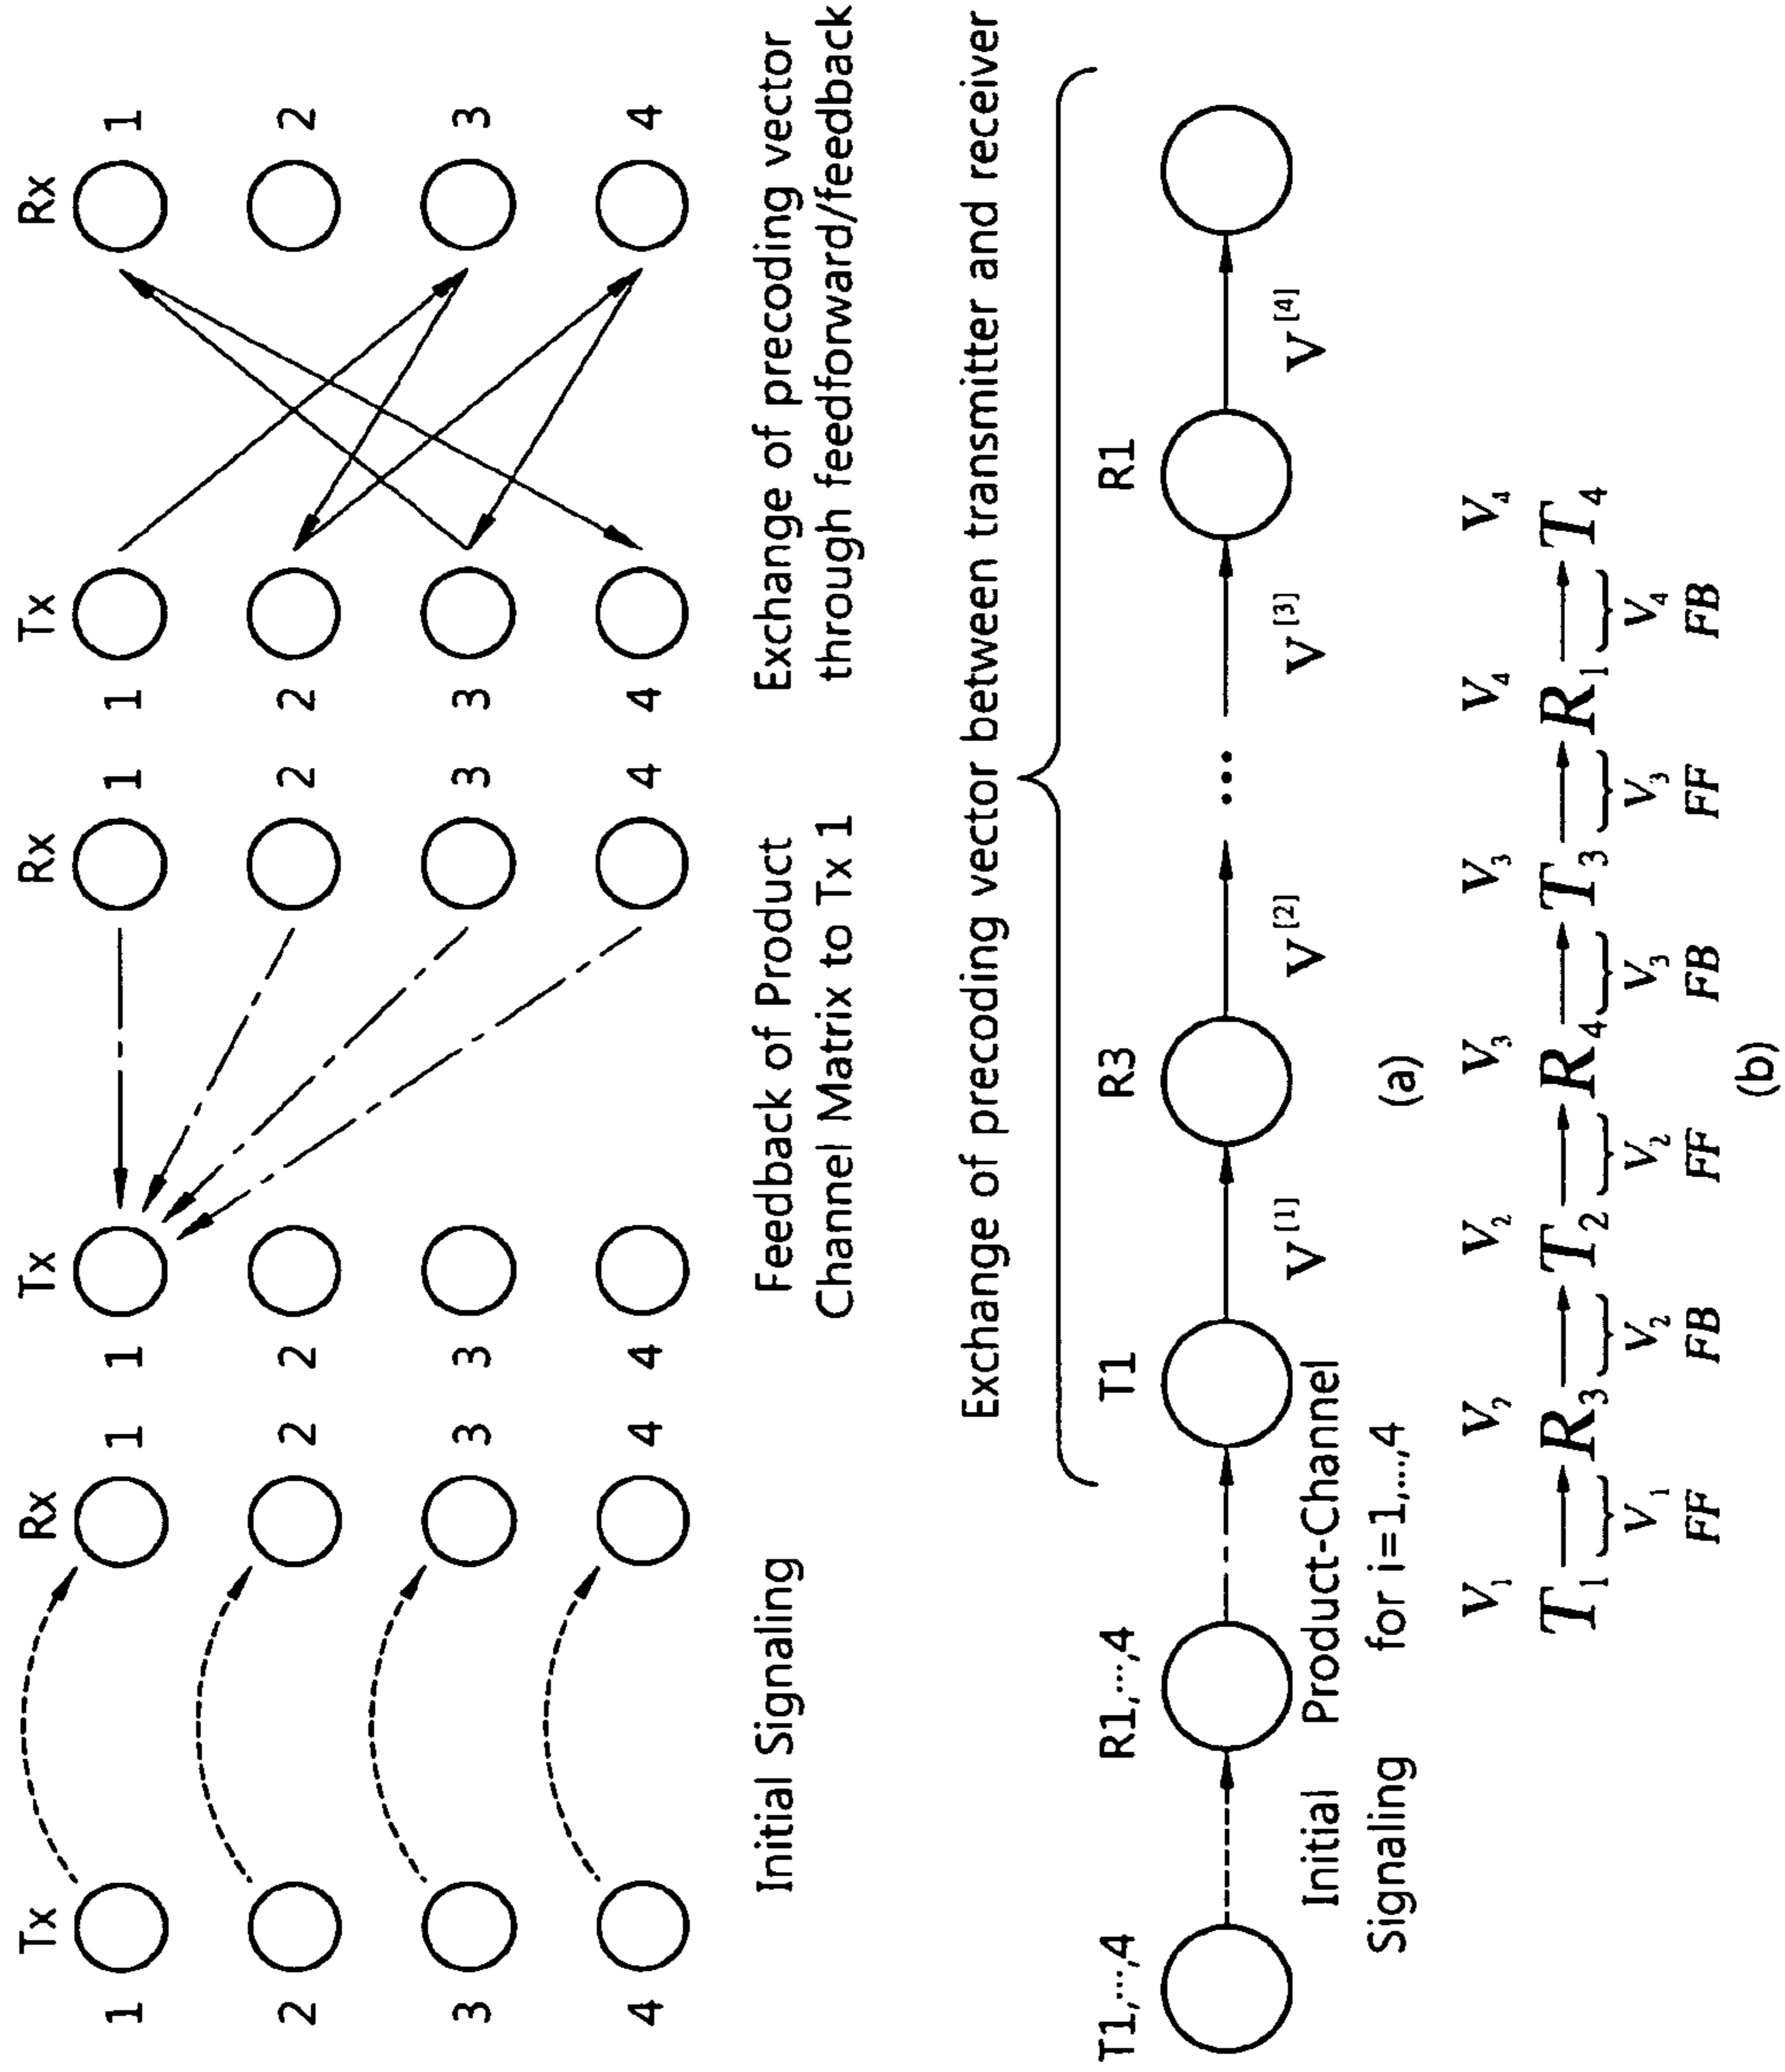 Tx Rx Tx Rx Tx Rx
1 1 1 1 1 1
2 2 2 2 2 2
3 3 3 3 3 3
4 4 4 4 4 4
Initial Signaling
Feedback of Product
Channel Matrix to Tx 1
Exchange of precoding vector
through feedforward/feedback
Exchange of precoding vector between transmitter and receiver
T1,⋯,4 R1,⋯,4 T1 R3 ⋯ R1
Initial
Signaling
Product-Channel
for i=1,...,4
V[1] V[2] V[3] V[4]
(a)
V1 V2 V2 V3 V3 V4 V4
T1 R3 T2 R4 T3 R1 T4
V1 V2 V2 V3 V3 V4
FF FB FF FB FF FB
(b)